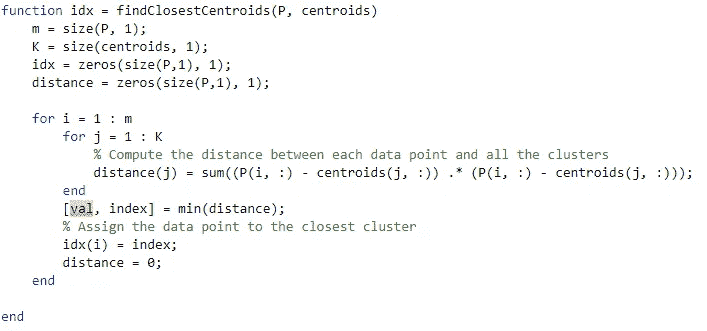 function idx = findClosestCentroids(P, centroids)
    m = size(P, 1);
    K = size(centroids, 1);
    idx = zeros(size(P,1), 1);
    distance = zeros(size(P,1), 1);

    for i = 1 : m
        for j = 1 : K
            % Compute the distance between each data point and all the clusters
            distance(j) = sum((P(i, :) - centroids(j, :)) .* (P(i, :) - centroids(j, :)));
        end
        [val, index] = min(distance);
        % Assign the data point to the closest cluster
        idx(i) = index;
        distance = 0;
    end

end